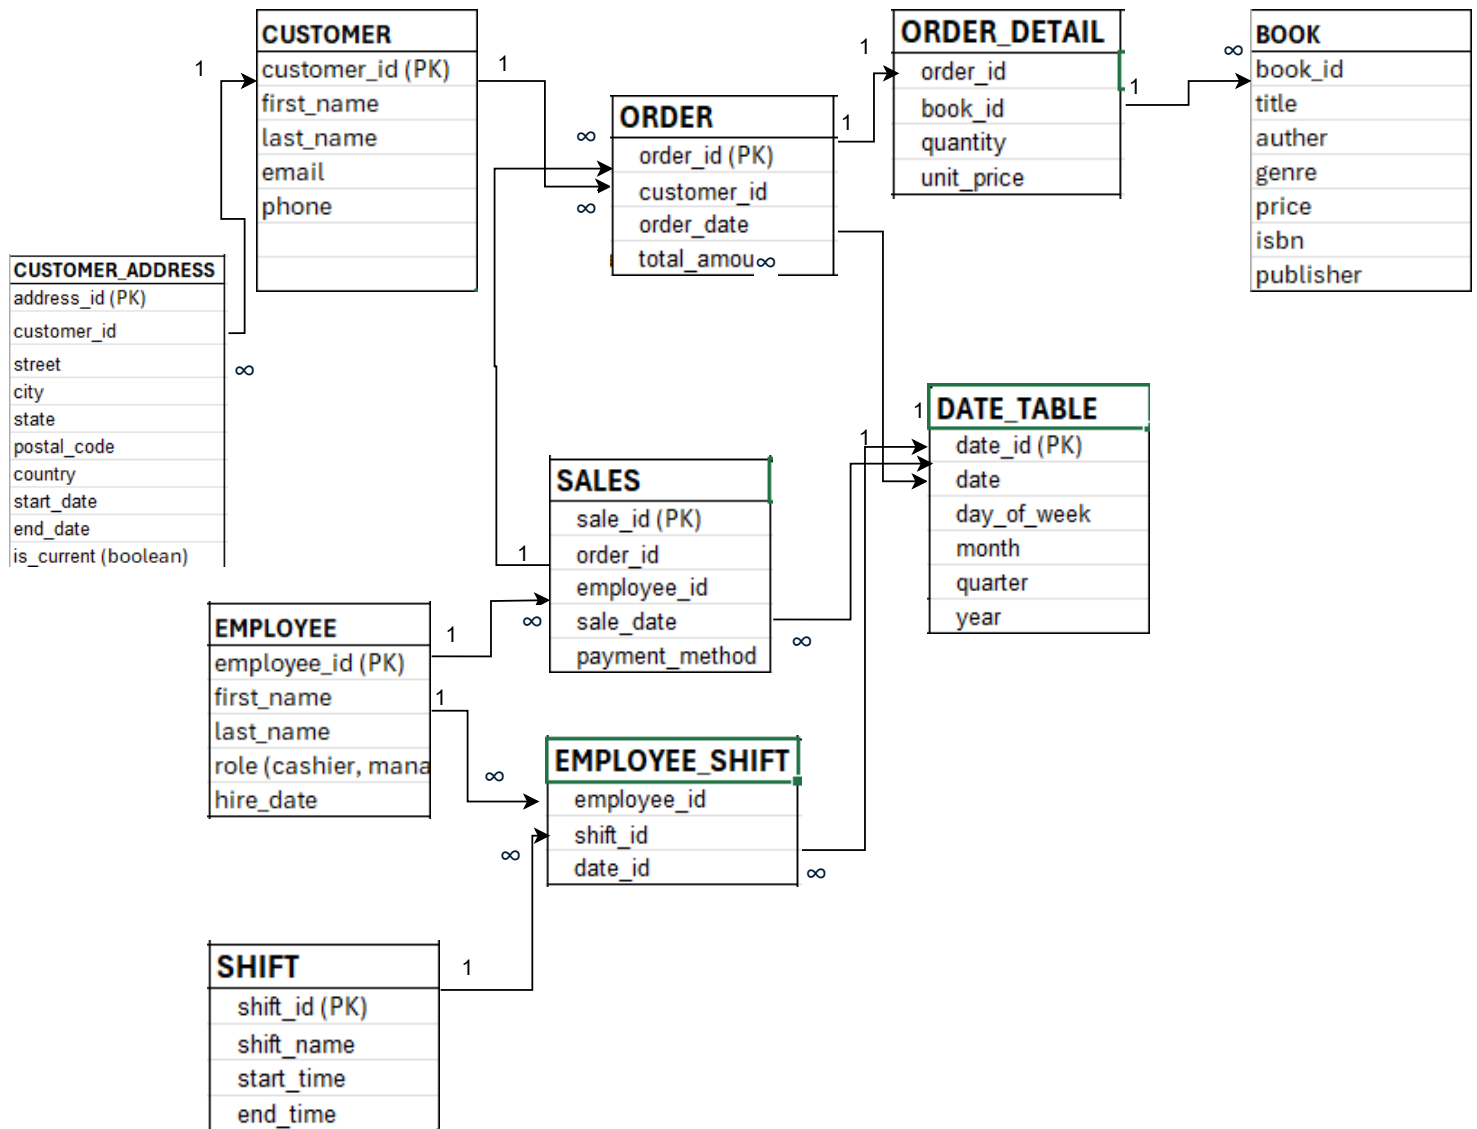 CUSTOMER
customer_id (PK)
first_name
last_name
email
phone
1
1
CUSTOMER_ADDRESS
address_id (PK)
customer_id
street
city
state
postal_code
country
start_date
end_date
is_current (boolean)
∞
ORDER
order_id (PK)
customer_id
order_date
total_amou∞
∞
∞
1
1
ORDER_DETAIL
order_id
book_id
quantity
unit_price
1
∞
BOOK
book_id
title
auther
genre
price
isbn
publisher
1
1
DATE_TABLE
date_id (PK)
date
day_of_week
month
quarter
year
SALES
sale_id (PK)
order_id
employee_id
sale_date
payment_method
1
∞
∞
EMPLOYEE
employee_id (PK)
first_name
last_name
role (cashier, mana
hire_date
1
1
EMPLOYEE_SHIFT
employee_id
shift_id
date_id
∞
∞
∞
SHIFT
shift_id (PK)
shift_name
start_time
end_time
1